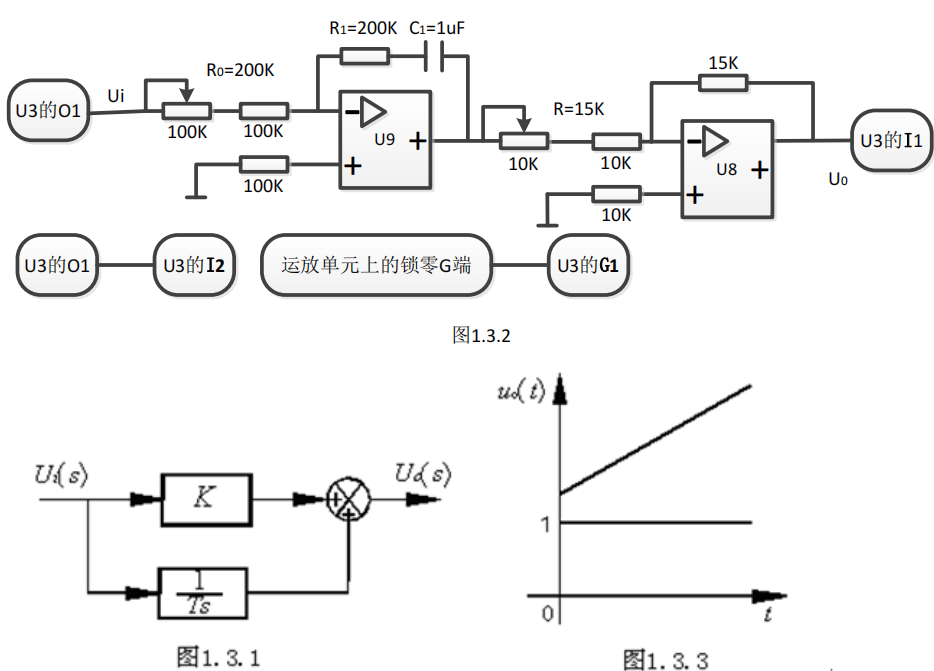 R₁=200K C₁=1uF
R₀=200K
U3的O1
Ui
100K
100K
100K
U9
R=15K
10K
10K
10K
15K
U8
U3的I1
U₀
U3的O1
U3的I2
运放单元上的锁零G端
U3的G1
图1.3.2
Uᵢ(s)
K
U₀(s)
+
+
1
Ts
图1.3.1
u₀(t)
1
0
t
图1.3.3